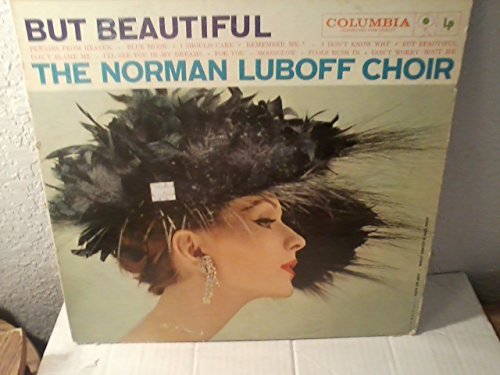 BUT BEAUTIFUL
COLUMBIA
Lp
PENNIES FROM HEAVEN - BLUE MOON - I SHOULD CARE - REMEMBER ME? - I DON'T KNOW WHY - BUT BEAUTIFUL
DON'T BLAME ME - I'LL SEE YOU IN MY DREAMS - FOR YOU - MOONGLOW - FOOLS RUSH IN - DON'T WORRY 'BOUT ME
THE NORMAN LUBOFF CHOIR